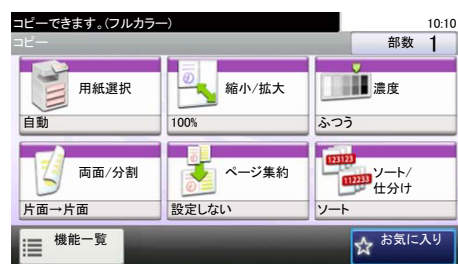 コピーできます。(フルカラー)
10:10
コピー
部数 1
用紙選択
自動
縮小/拡大
100%
濃度
ふつう
両面/分割
片面→片面
ページ集約
設定しない
123123
112233
ソート/
仕分け
ソート
機能一覧
お気に入り